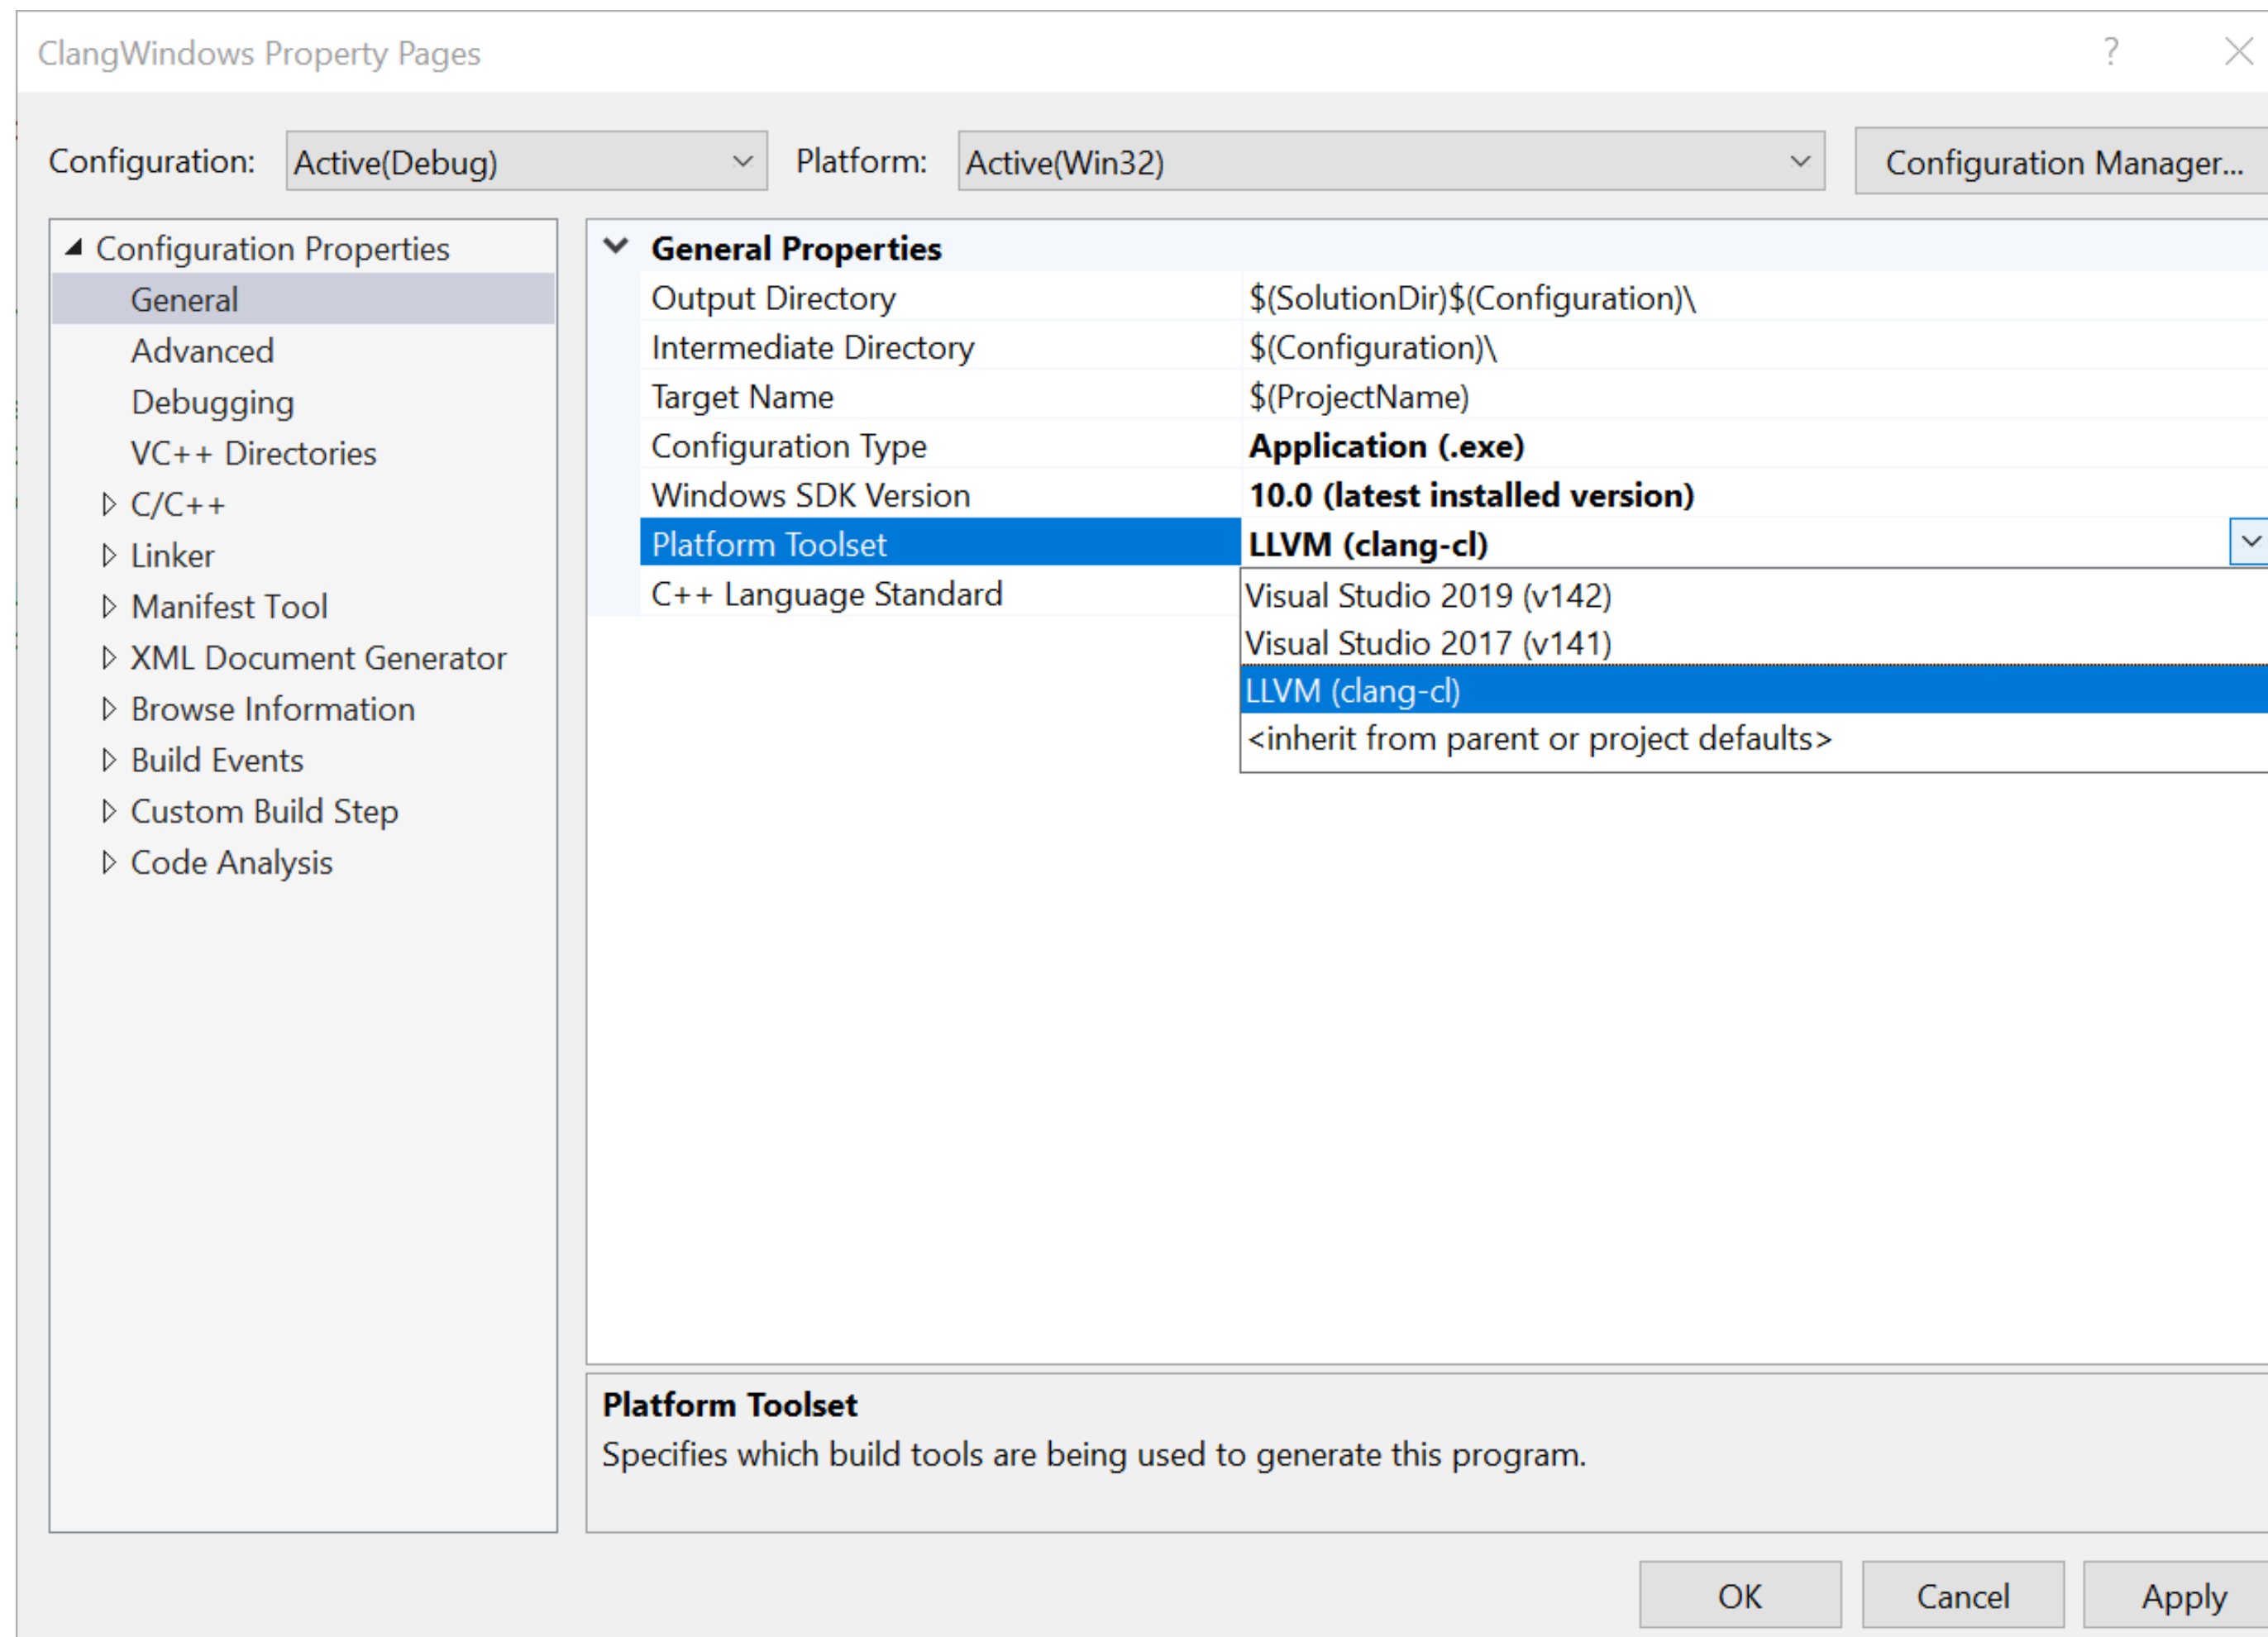 ClangWindows Property Pages
Configuration: Active(Debug) Platform: Active(Win32) Configuration Manager...
Configuration Properties
General
Advanced
Debugging
VC++ Directories
C/C++
Linker
Manifest Tool
XML Document Generator
Browse Information
Build Events
Custom Build Step
Code Analysis
General Properties
Output Directory $(SolutionDir)$(Configuration)\
Intermediate Directory $(Configuration)\
Target Name $(ProjectName)
Configuration Type Application (.exe)
Windows SDK Version 10.0 (latest installed version)
Platform Toolset LLVM (clang-cl)
C++ Language Standard
Visual Studio 2019 (v142)
Visual Studio 2017 (v141)
LLVM (clang-cl)
<inherit from parent or project defaults>
Platform Toolset
Specifies which build tools are being used to generate this program.
OK Cancel Apply